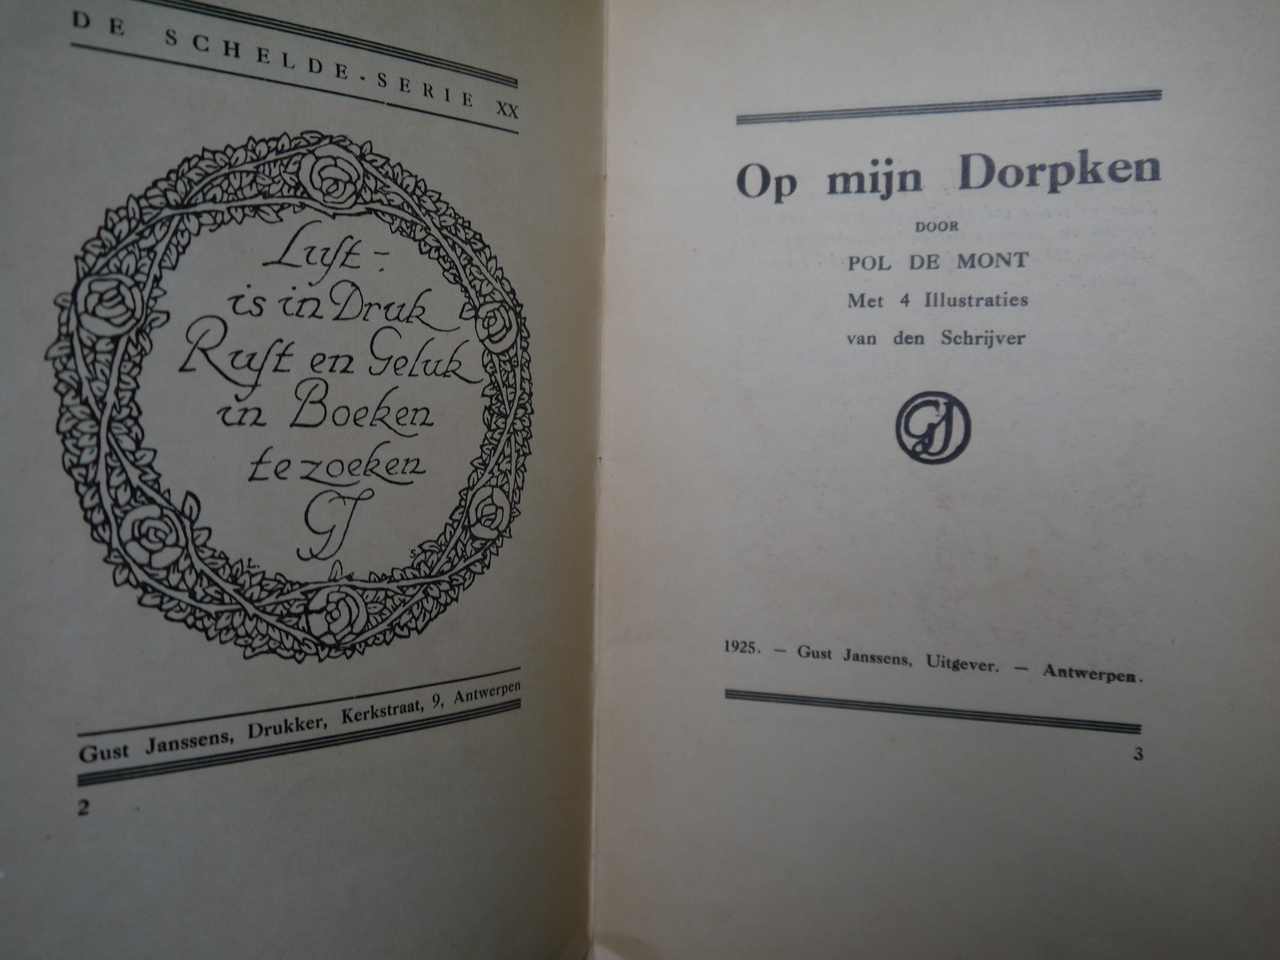 DE SCHELDE-SERIE XX
Lust-
is in Druk
Rust en Geluk
in Boeken
te zoeken
GJ
L. S
Gust Janssens, Drukker, Kerkstraat, 9, Antwerpen
2
Op mijn Dorpken
DOOR
POL DE MONT
Met 4 Illustraties
van den Schrijver
GJ
1925. — Gust Janssens, Uitgever. — Antwerpen.
3